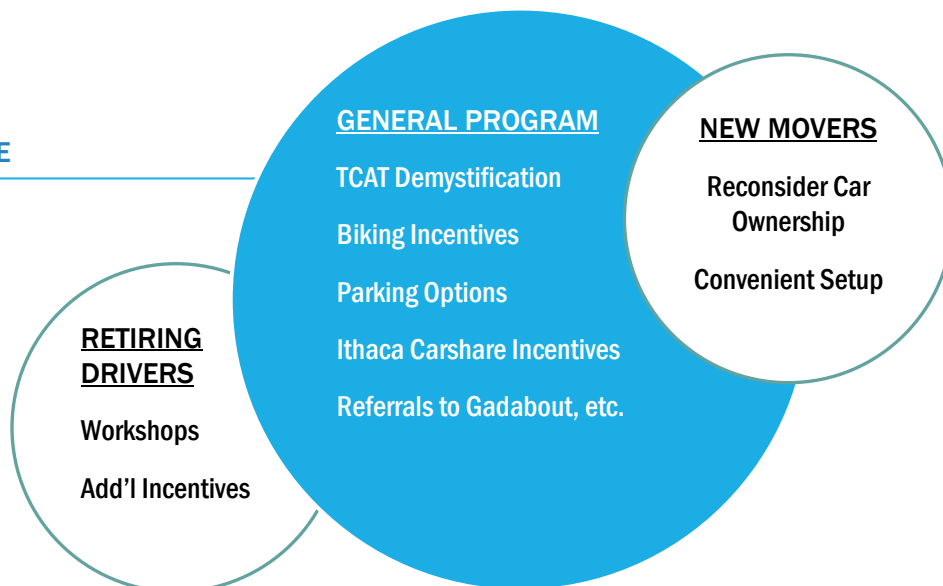 GENERAL PROGRAM
TCAT Demystification
Biking Incentives
Parking Options
Ithaca Carshare Incentives
Referrals to Gadabout, etc.
NEW MOVERS
Reconsider Car
Ownership
Convenient Setup
RETIRING
DRIVERS
Workshops
Add'l Incentives